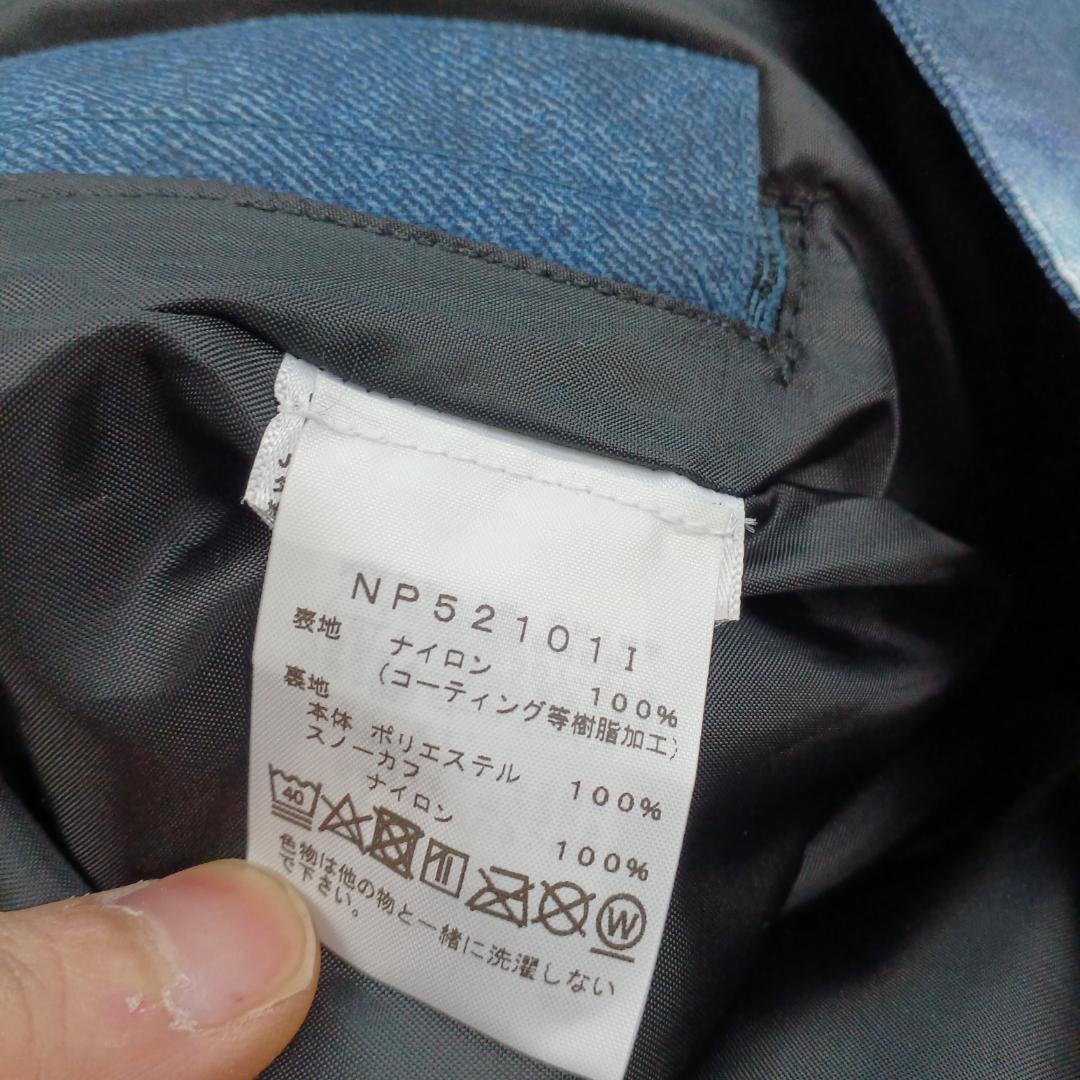 NP52101I
表地 ナイロン 100%
(コーティング等樹脂加工)
裏地
本体 ポリエステル 100%
スノーカフ
ナイロン 100%
40 W
色物は他の物と一緒に洗濯しない
で下さい。